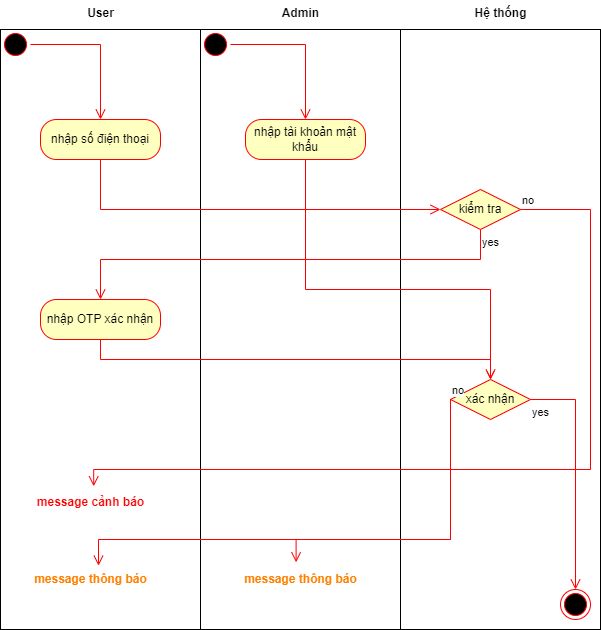 User
Admin
Hệ thống
nhập số điện thoại
nhập tài khoản mật
khẩu
kiểm tra
no
yes
nhập OTP xác nhận
no
xác nhận
yes
message cảnh báo
message thông báo
message thông báo